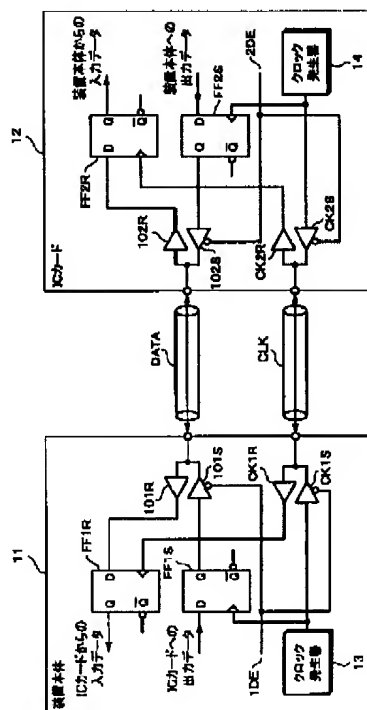 11
装置本体
ICカードからの
入力データ
FF1R
Q
D
Q
101R
ICカードへの
出力データ
FF1S
D
Q
Q
101S
1DE
CK1R
CK1S
クロック
発生器
13
DATA
CLK
12
ICカード
装置本体からの
入力データ
FF2R
D
Q
Q
102R
装置本体への
出力データ
FF2S
Q
D
Q
102S
2DE
CK2R
CK2S
クロック
発生器
14